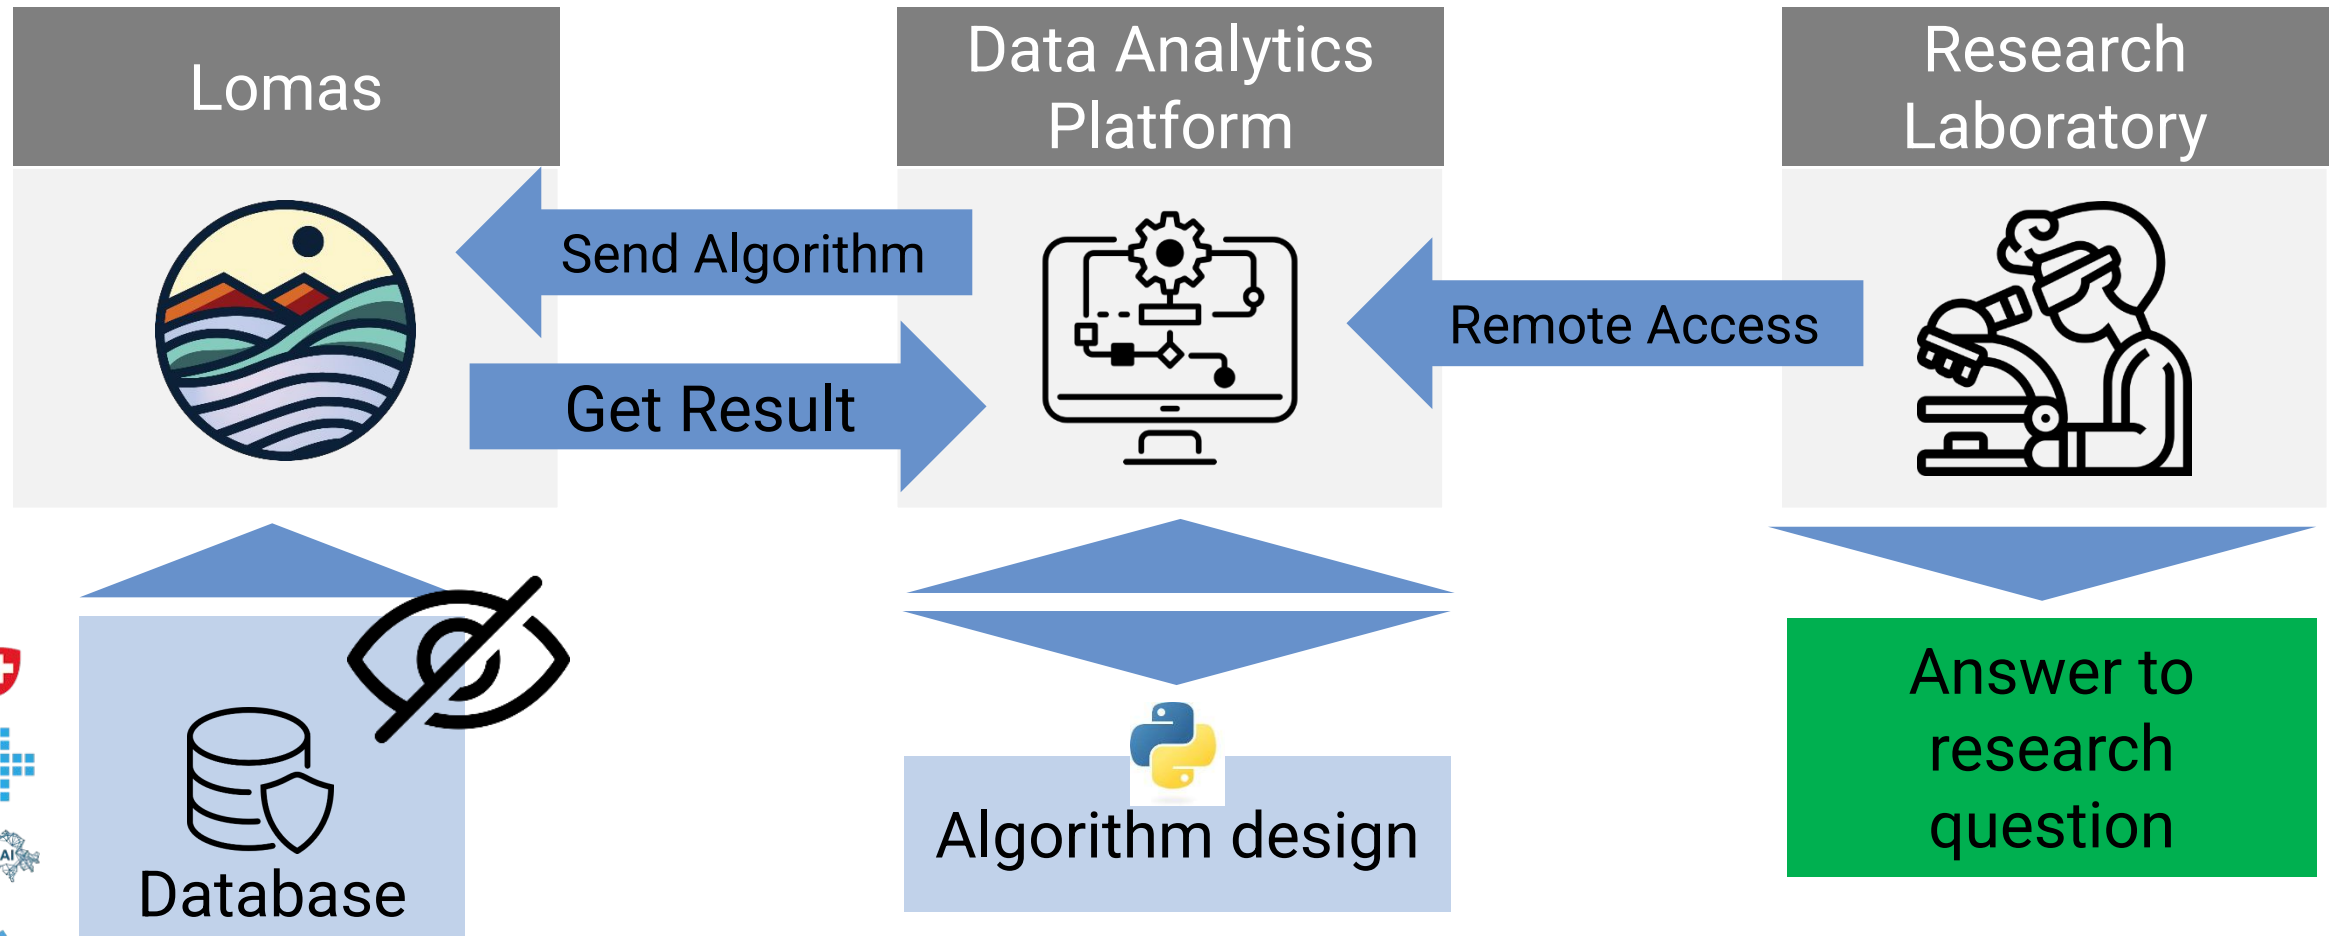 Lomas
Data Analytics
Platform
Research
Laboratory
Send Algorithm
Get Result
Remote Access
Database
Algorithm design
Answer to
research
question
AI